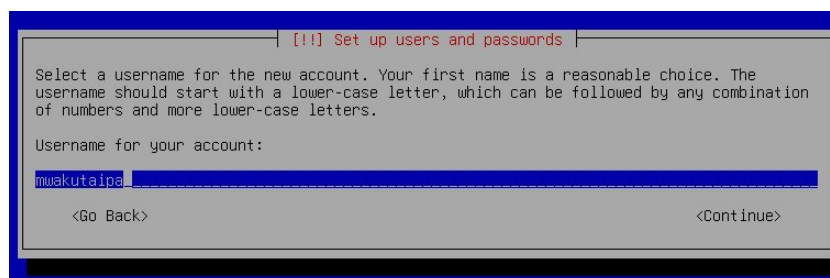 [!!] Set up users and passwords
Select a username for the new account. Your first name is a reasonable choice. The
username should start with a lower-case letter, which can be followed by any combination
of numbers and more lower-case letters.
Username for your account:
mwakutaipa
<Go Back> <Continue>